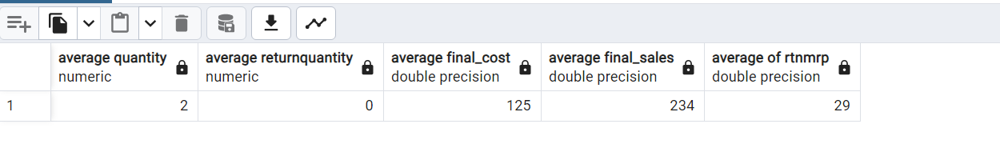 average quantity average returnquantity average final_cost average final_sales average of rtnmrp
numeric numeric double precision double precision double precision
1 2 0 125 234 29